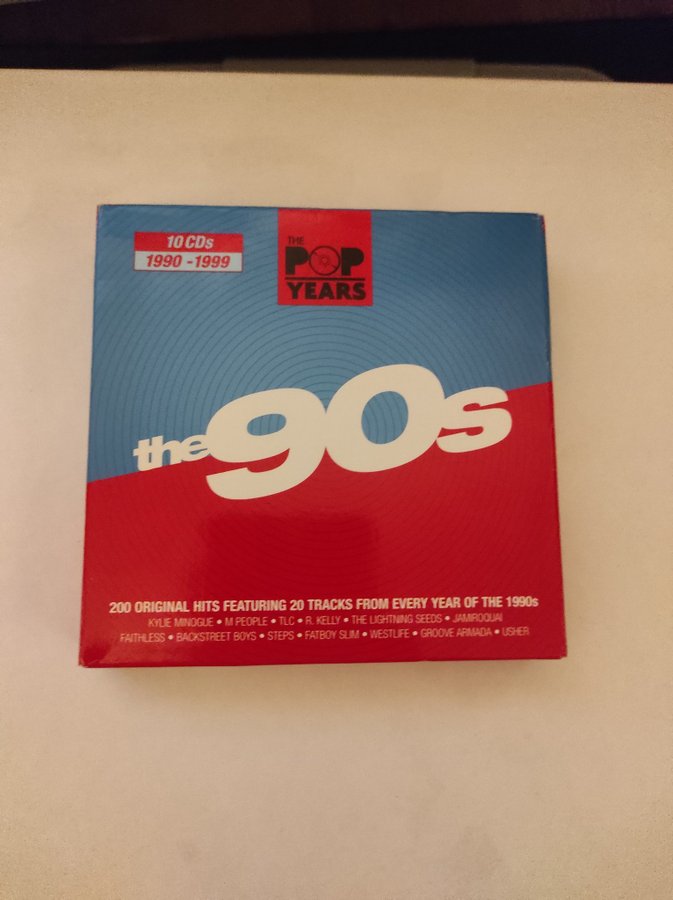 10 CDs
1990 - 1999
THE
POP
YEARS
the 90s
200 ORIGINAL HITS FEATURING 20 TRACKS FROM EVERY YEAR OF THE 1990s
KYLIE MINOGUE • M PEOPLE • TLC • R. KELLY • THE LIGHTNING SEEDS • JAMIROQUAI
FAITHLESS • BACKSTREET BOYS • STEPS • FATBOY SLIM • WESTLIFE • GROOVE ARMADA • USHER